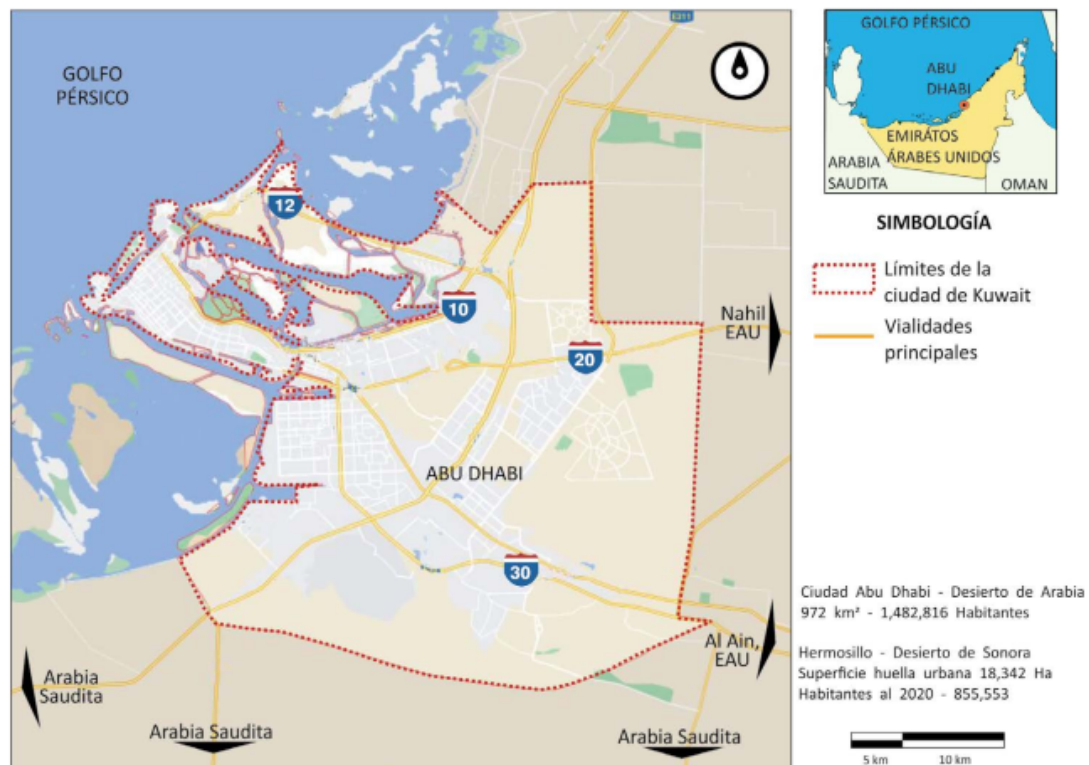 E311
GOLFO
PÉRSICO
12
10
20
30
Nahil
EAU
ABU DHABI
Al Ain,
EAU
Arabia
Saudita
Arabia Saudita
Arabia Saudita
GOLFO PÉRSICO
ABU
DHABI
EMIRÁTOS
ÁRABES UNIDOS
ARABIA
SAUDITA
OMAN
SIMBOLOGÍA
Límites de la
ciudad de Kuwait
Vialidades
principales
Ciudad Abu Dhabi - Desierto de Arabia
972 km² - 1,482,816 Habitantes
Hermosillo - Desierto de Sonora
Superficie huella urbana 18,342 Ha
Habitantes al 2020 - 855,553
5 km 10 km